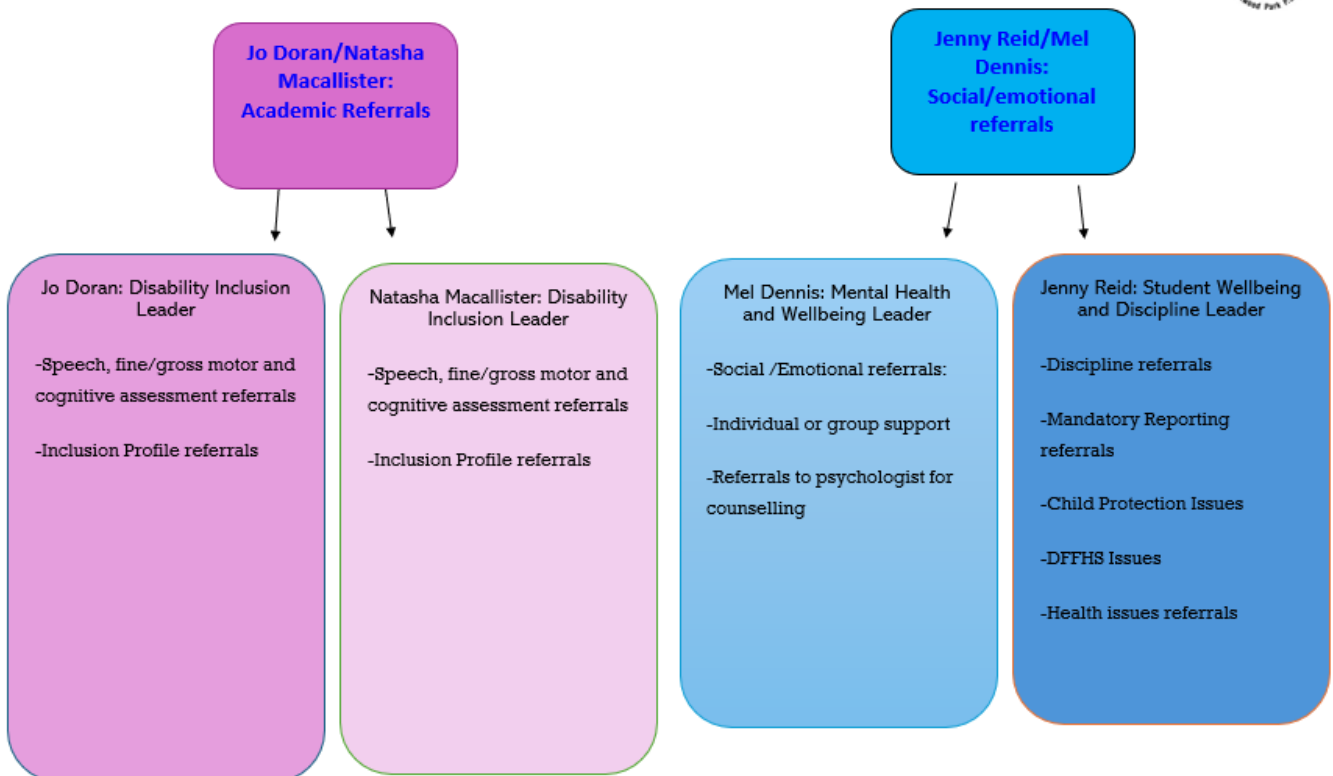 wood Park P
Jo Doran/Natasha
Macallister:
Academic Referrals
Jenny Reid/Mel
Dennis:
Social/emotional
referrals
Jo Doran: Disability Inclusion
Leader
-Speech, fine/gross motor and
cognitive assessment referrals
-Inclusion Profile referrals
Natasha Macallister: Disability
Inclusion Leader
-Speech, fine/gross motor and
cognitive assessment referrals
-Inclusion Profile referrals
Mel Dennis: Mental Health
and Wellbeing Leader
-Social /Emotional referrals:
-Individual or group support
-Referrals to psychologist for
counselling
Jenny Reid: Student Wellbeing
and Discipline Leader
-Discipline referrals
-Mandatory Reporting
referrals
-Child Protection Issues
-DFFHS Issues
-Health issues referrals